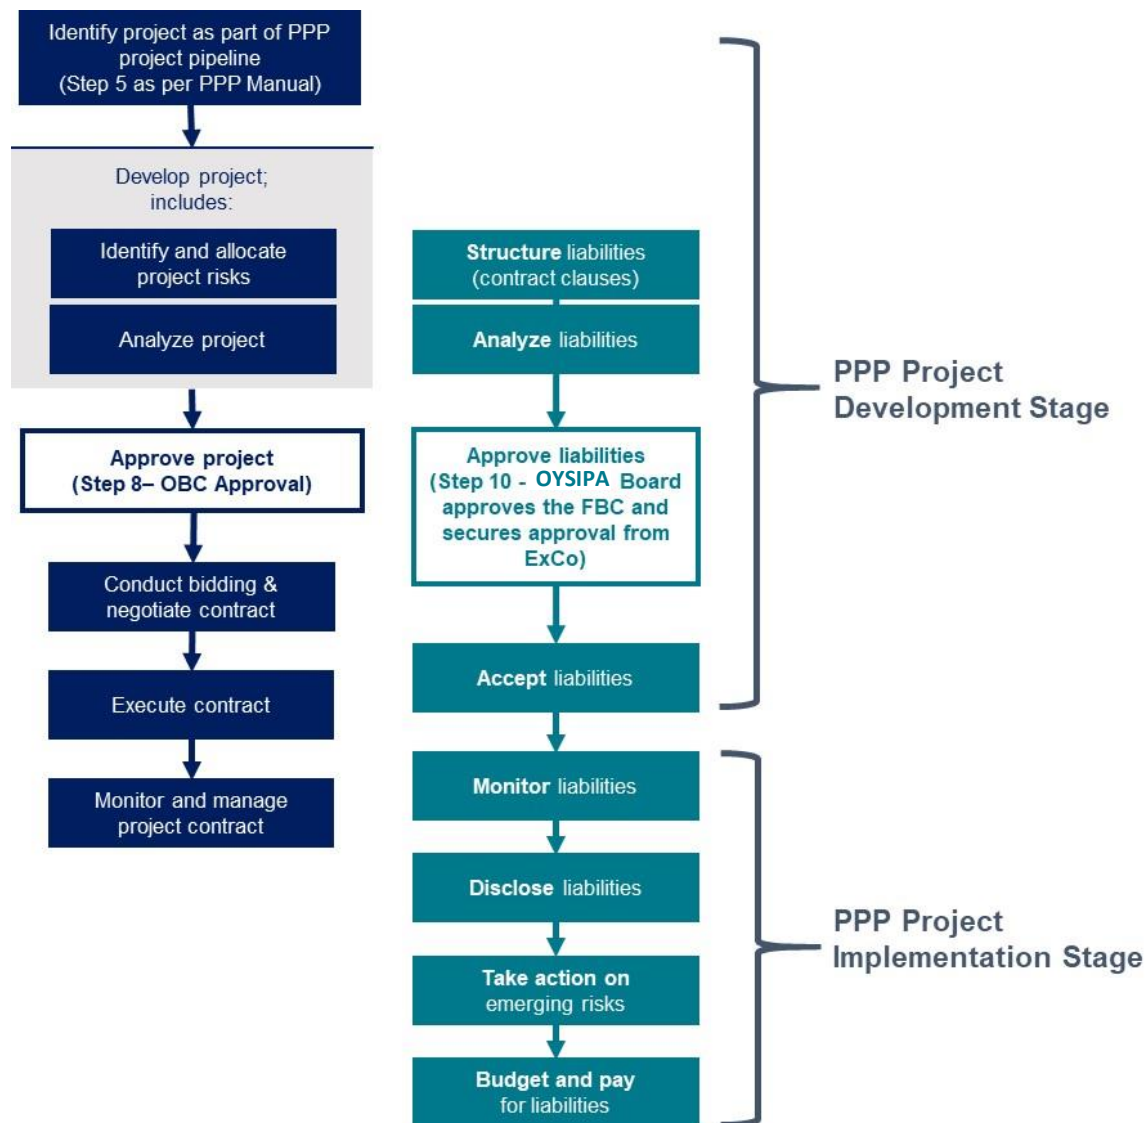 Identify project as part of PPP
project pipeline
(Step 5 as per PPP Manual)
Develop project;
includes:
Identify and allocate
project risks
Analyze project
Approve project
(Step 8– OBC Approval)
Conduct bidding &
negotiate contract
Execute contract
Monitor and manage
project contract
Structure liabilities
(contract clauses)
Analyze liabilities
Approve liabilities
(Step 10 - OYSIPA Board
approves the FBC and
secures approval from
ExCo)
Accept liabilities
Monitor liabilities
Disclose liabilities
Take action on
emerging risks
Budget and pay
for liabilities
PPP Project
Development Stage
PPP Project
Implementation Stage